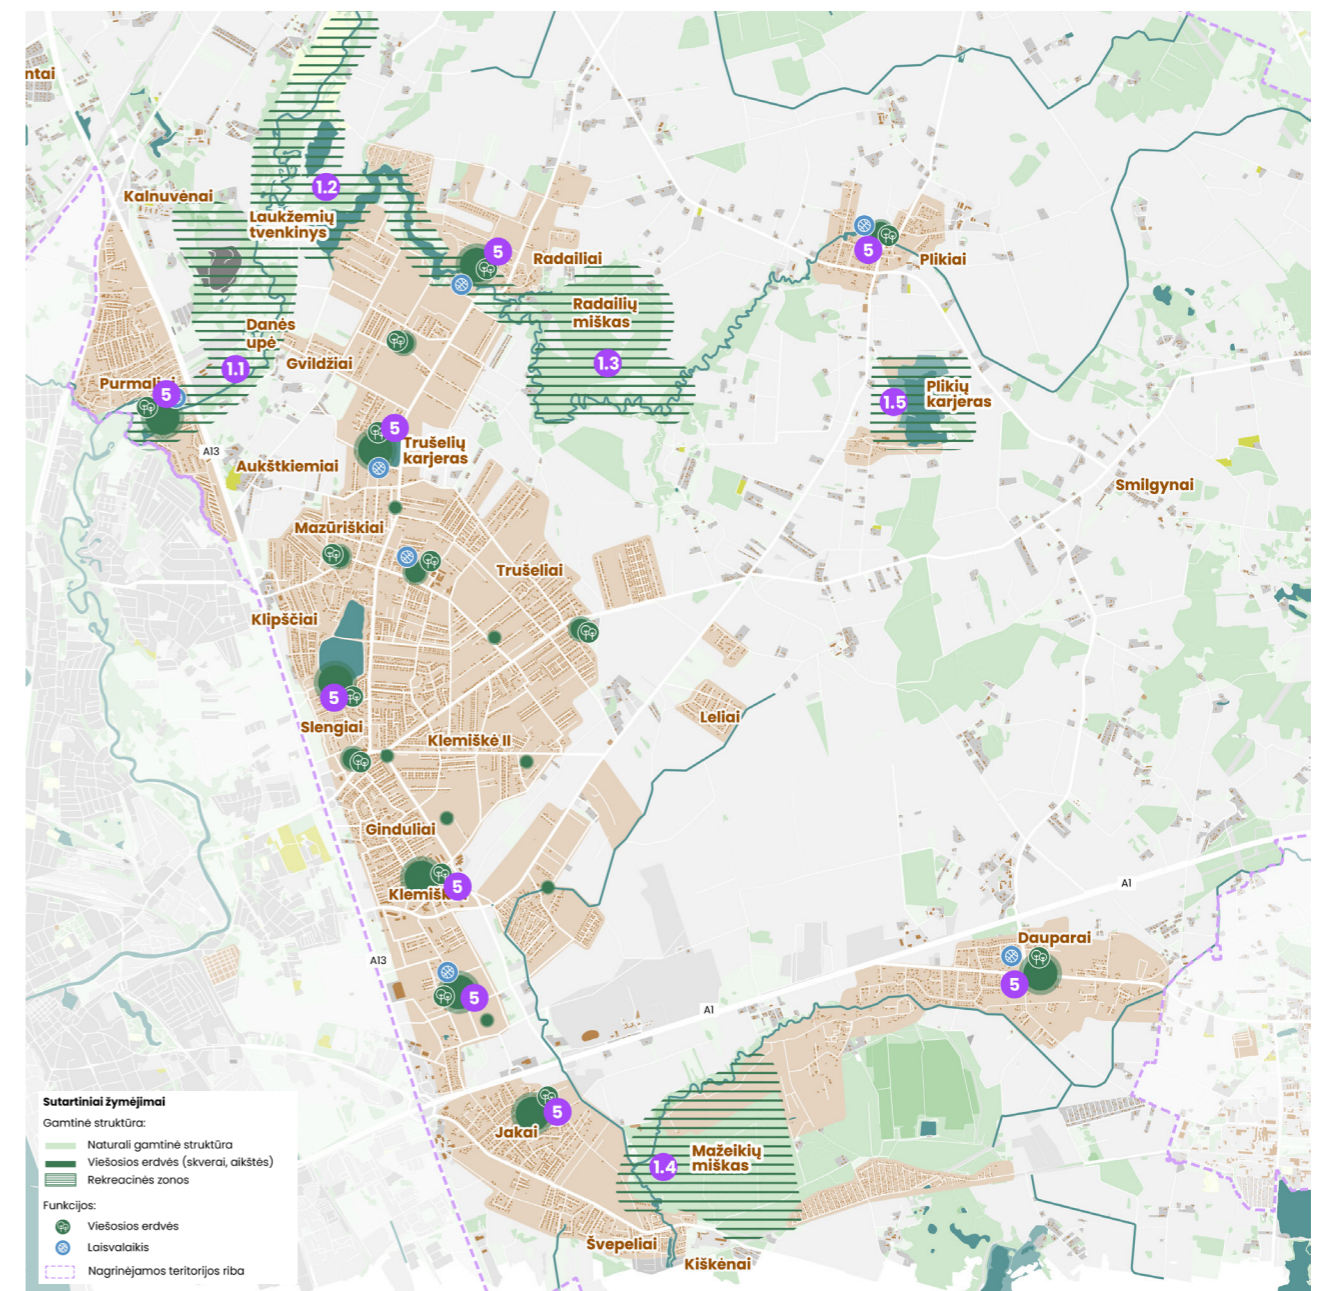 ntai
Kalnuvėnai
1.2
Laukžemių
tvenkinys
5
Radailiai
5
Plikiai
Radailių
miškas
Danės
upė
1.1
Gvildžiai
1.3
Purmaliai
5
1.5
Plikių
karjeras
A13
5
Trušelių
karjeras
Aukštkiemiai
Smilgynai
Mazūriškiai
Trušeliai
Klipščiai
5
Slengiai
Leliai
Klemiškė II
Ginduliai
5
Klemišk
A1
A13
Dauparai
5
5
A1
5
Jakai
1.4
Mažeikių
miškas
Švepeliai
Kiškėnai
Sutartiniai žymėjimai
Gamtinė struktūra:
Naturali gamtinė struktūra
Viešosios erdvės (skverai, aikštės)
Rekreacinės zonos
Funkcijos:
Viešosios erdvės
Laisvalaikis
Nagrinėjamos teritorijos riba